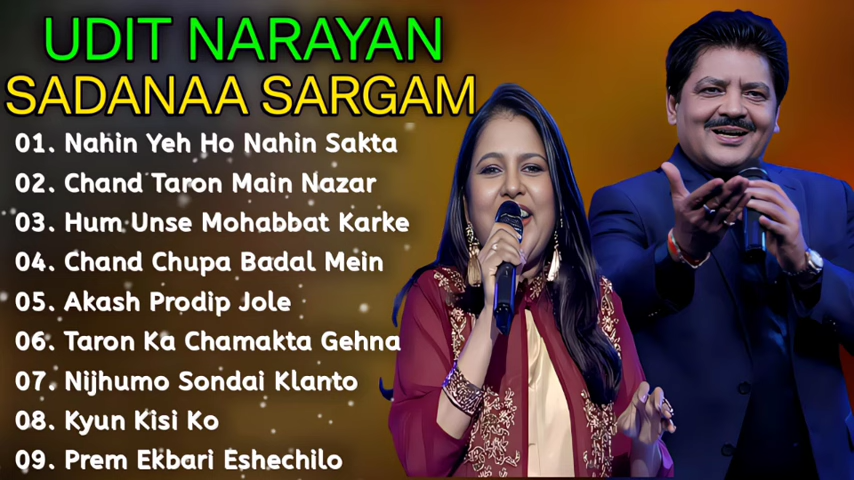 UDIT NARAYAN
SADANAA SARGAM
01. Nahin Yeh Ho Nahin Sakta
02. Chand Taron Main Nazar
03. Hum Unse Mohabbat Karke
04. Chand Chupa Badal Mein
05. Akash Prodip Jole
06. Taron Ka Chamakta Gehna
07. Nijhumo Sondai Klanto
08. Kyun Kisi Ko
09. Prem Ekbari Eshechilo